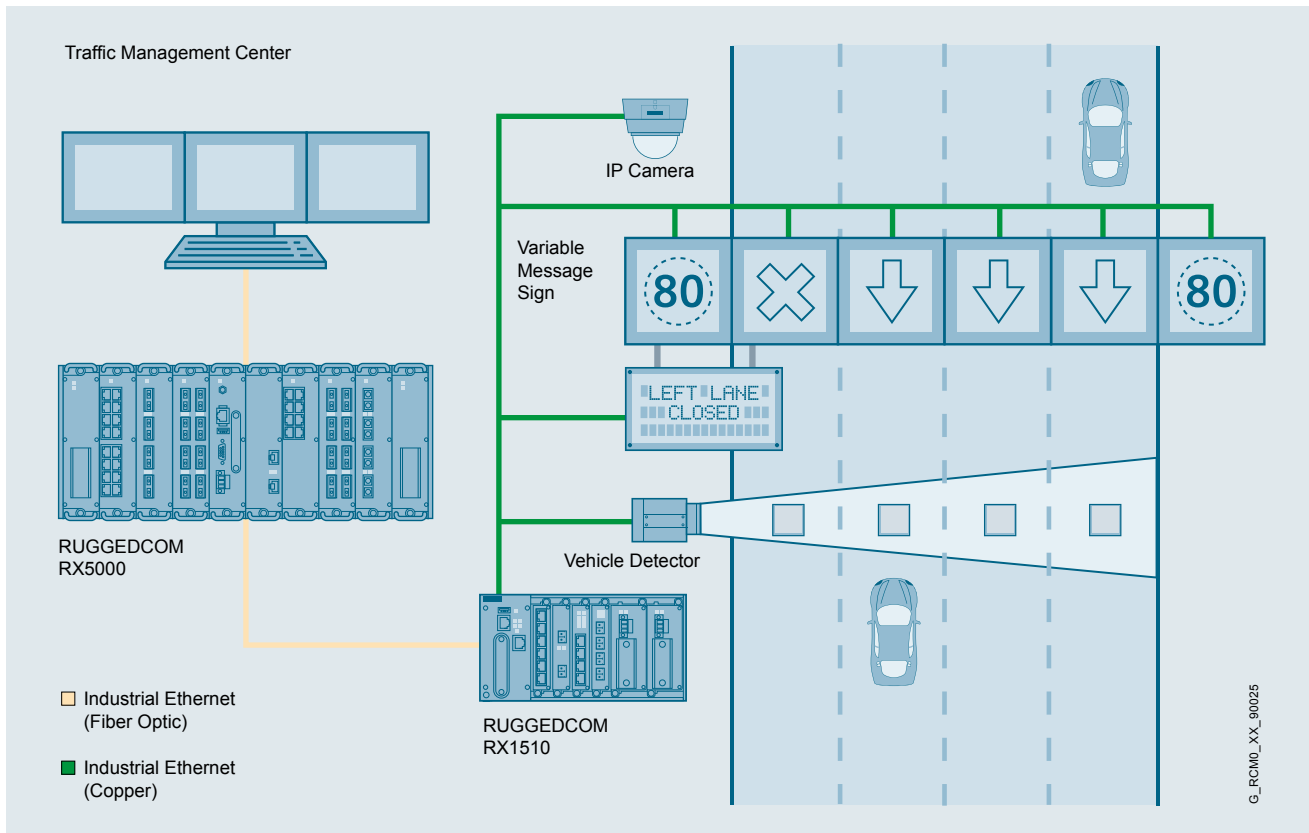 Traffic Management Center
IP Camera
Variable
Message
Sign
80
80
LEFT LANE
CLOSED
Vehicle Detector
RUGGEDCOM
RX5000
RUGGEDCOM
RX1510
Industrial Ethernet
(Fiber Optic)
Industrial Ethernet
(Copper)
G_RCM0_XX_90025